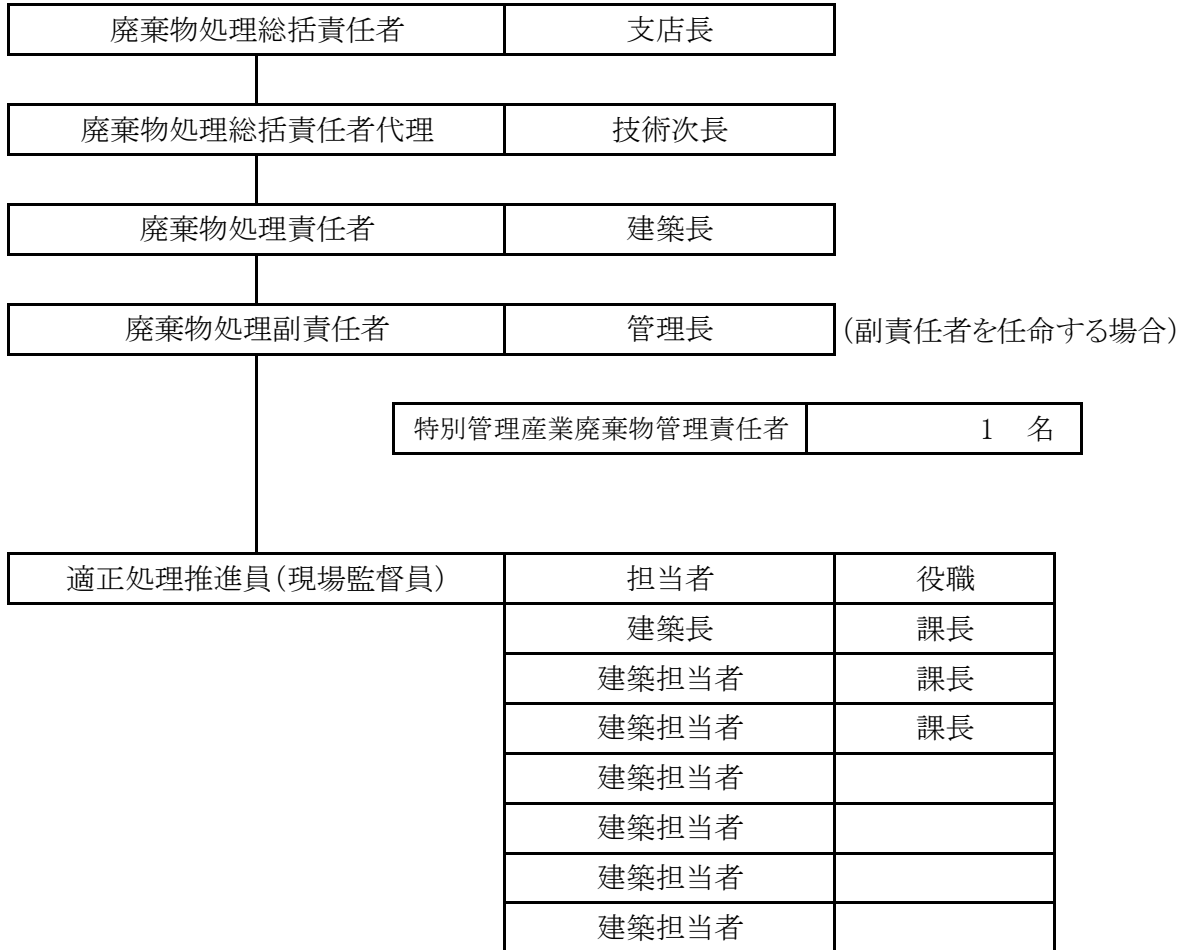 廃棄物処理総括責任者 支店長
廃棄物処理総括責任者代理 技術次長
廃棄物処理責任者 建築長
廃棄物処理副責任者 管理長 (副責任者を任命する場合)
特別管理産業廃棄物管理責任者 1 名
適正処理推進員(現場監督員) 担当者 役職
建築長 課長
建築担当者 課長
建築担当者 課長
建築担当者
建築担当者
建築担当者
建築担当者